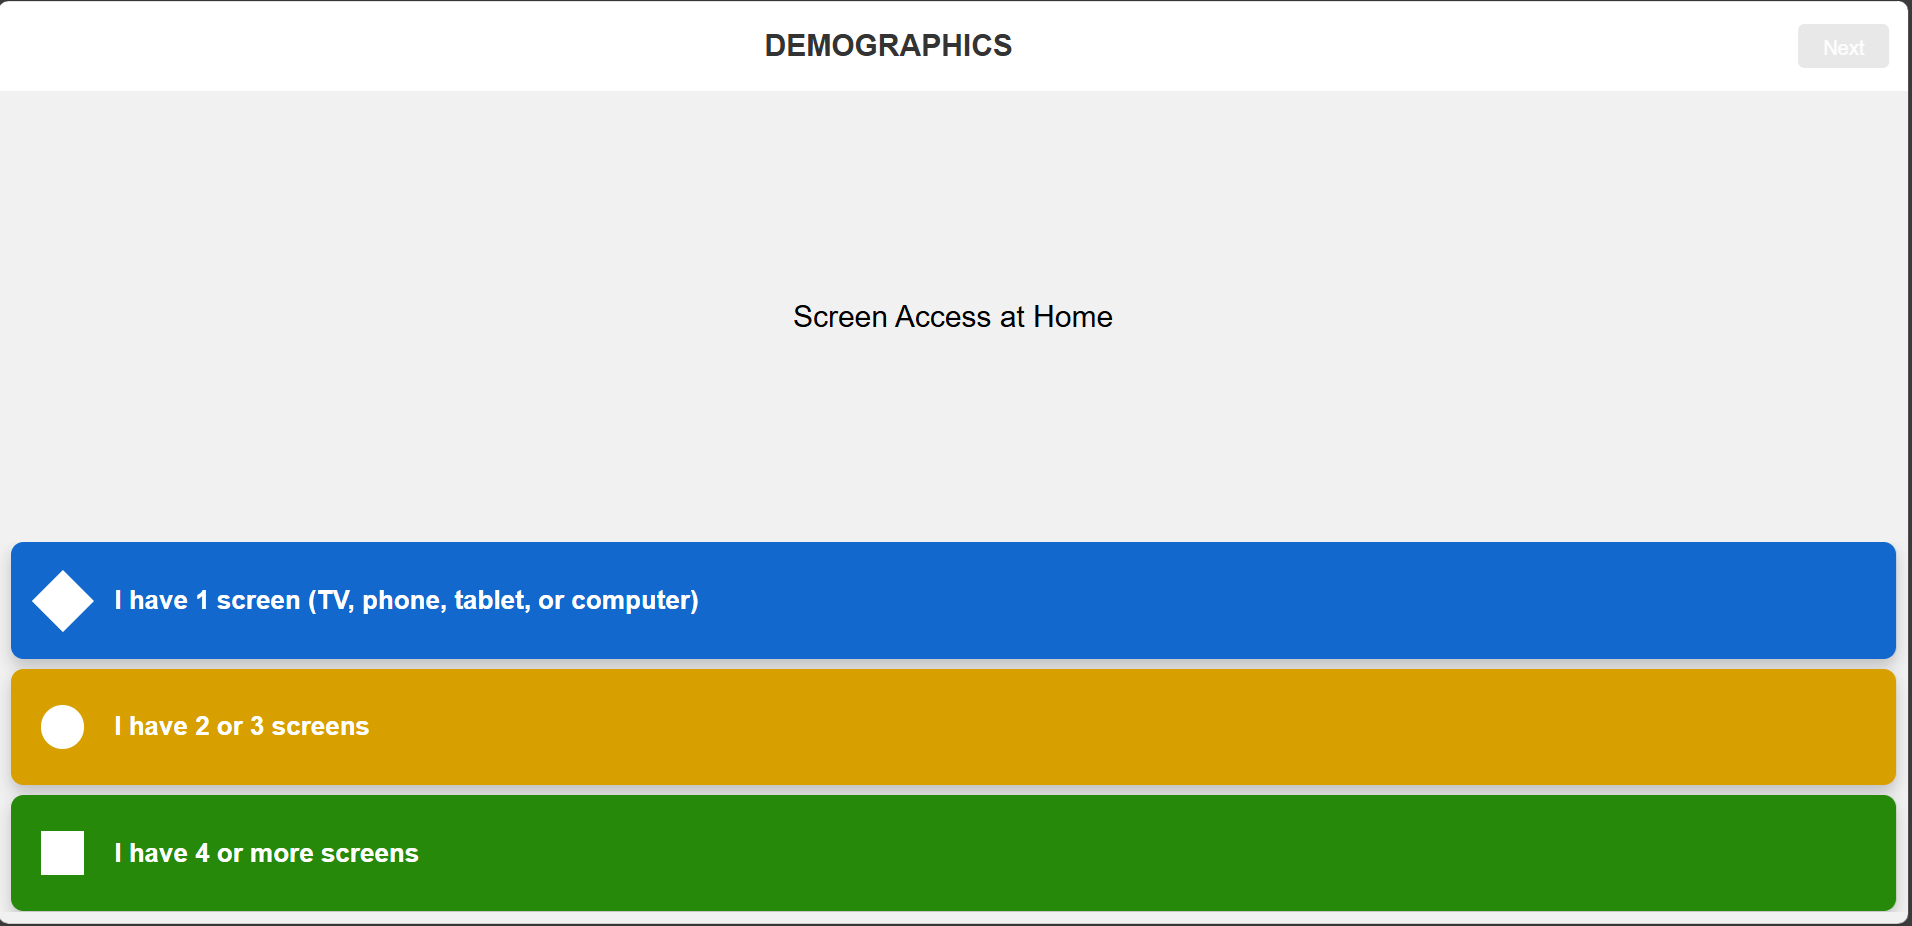 DEMOGRAPHICS
Next
Screen Access at Home
I have 1 screen (TV, phone, tablet, or computer)
I have 2 or 3 screens
I have 4 or more screens